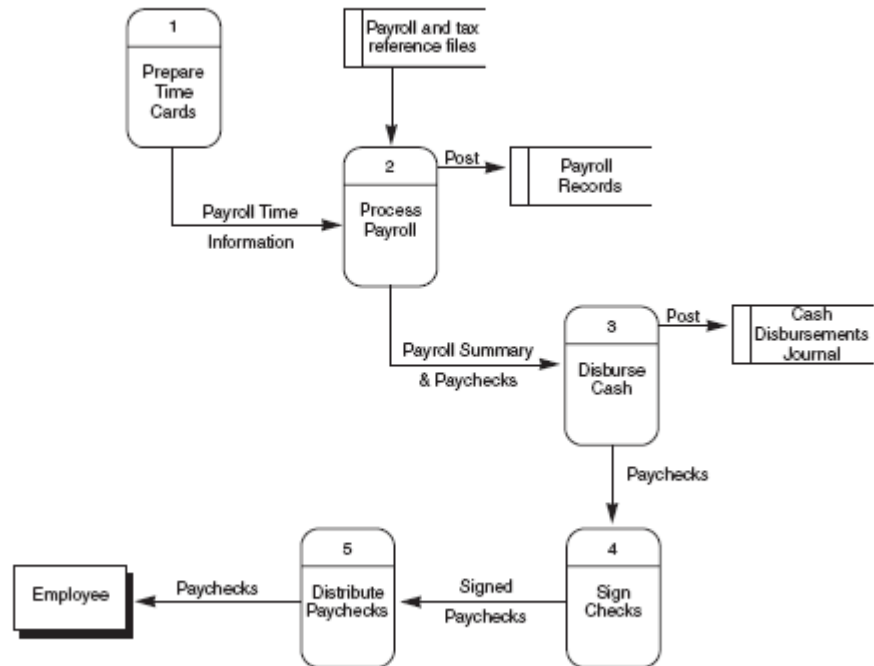 1
Prepare
Time
Cards
Payroll and tax
reference files
2
Process
Payroll
Post
Payroll
Records
Payroll Time
Information
3
Disburse
Cash
Post
Cash
Disbursements
Journal
Payroll Summary
& Paychecks
Paychecks
4
Sign
Checks
Signed
Paychecks
5
Distribute
Paychecks
Paychecks
Employee